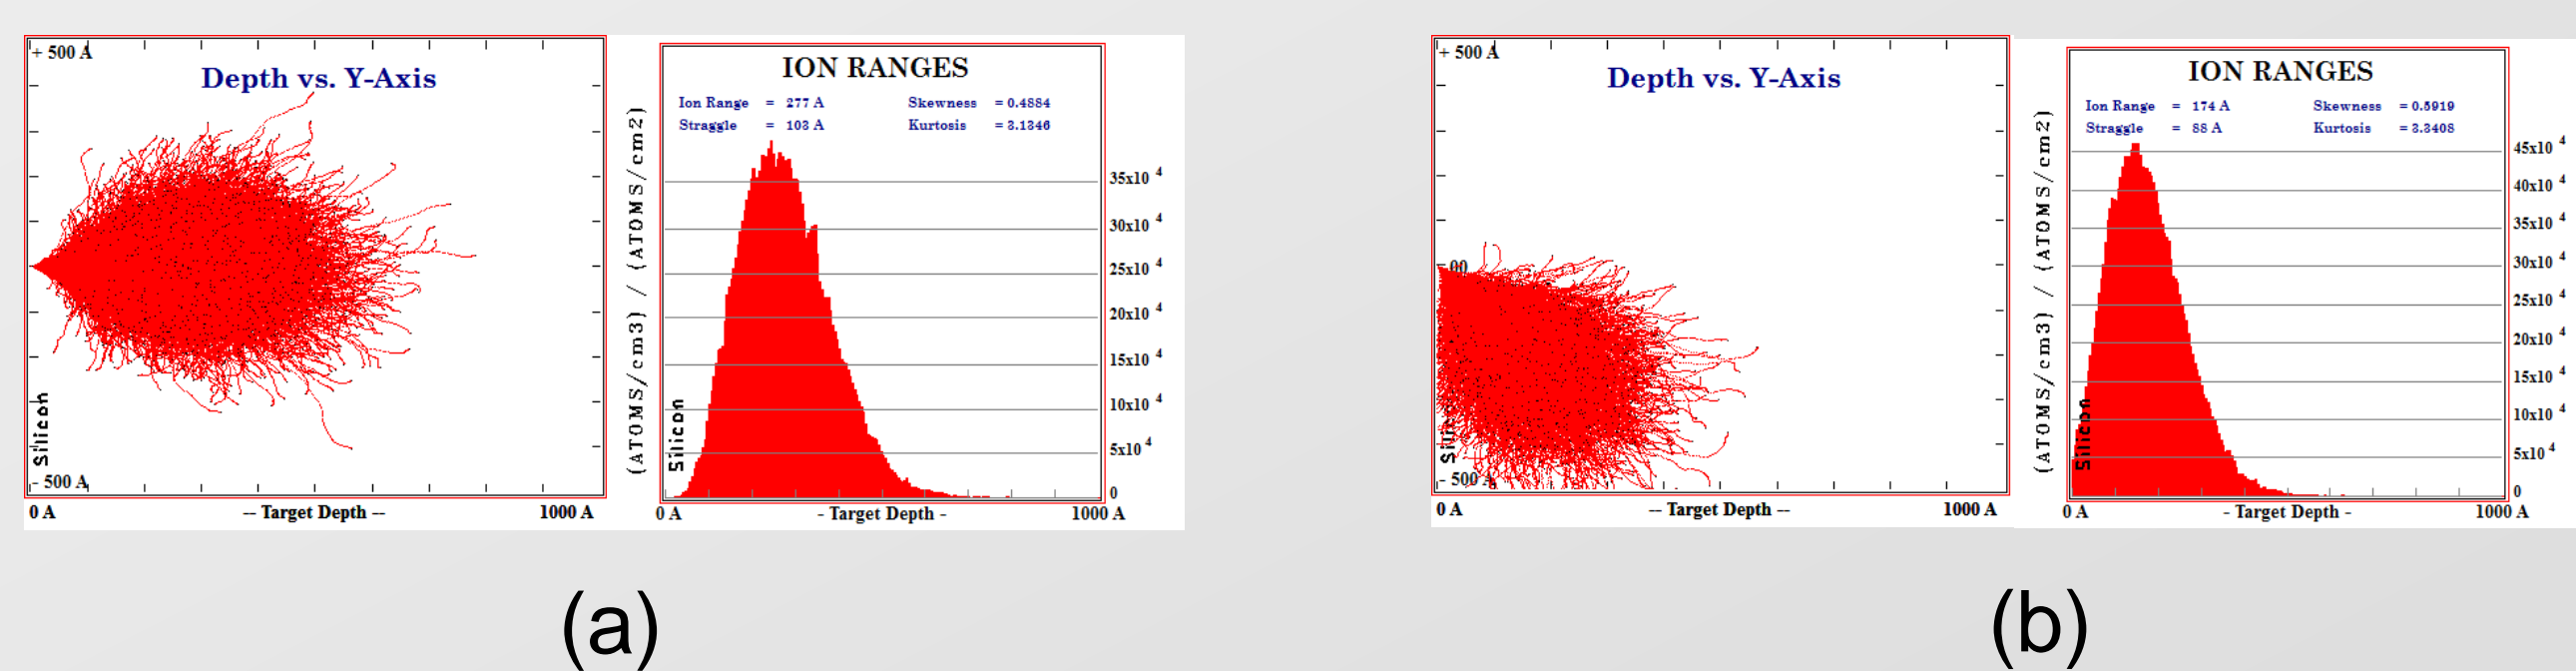 + 500 A
Depth vs. Y-Axis
Silicon
- 500 A
0 A -- Target Depth -- 1000 A
ION RANGES
Ion Range = 277 A Skewness = 0.4884
Straggle = 103 A Kurtosis = 3.1346
(ATOMS/cm3) / (ATOMS/cm2)
35x10 4
30x10 4
25x10 4
20x10 4
15x10 4
10x10 4
5x10 4
0
Silicon
0 A - Target Depth - 1000 A
(a)
+ 500 A
Depth vs. Y-Axis
- 500 A
0 A -- Target Depth -- 1000 A
ION RANGES
Ion Range = 174 A Skewness = 0.5919
Straggle = 88 A Kurtosis = 3.3408
(ATOMS/cm3) / (ATOMS/cm2)
45x10 4
40x10 4
35x10 4
30x10 4
25x10 4
20x10 4
15x10 4
10x10 4
5x10 4
0
Silicon
0 A - Target Depth - 1000 A
(b)